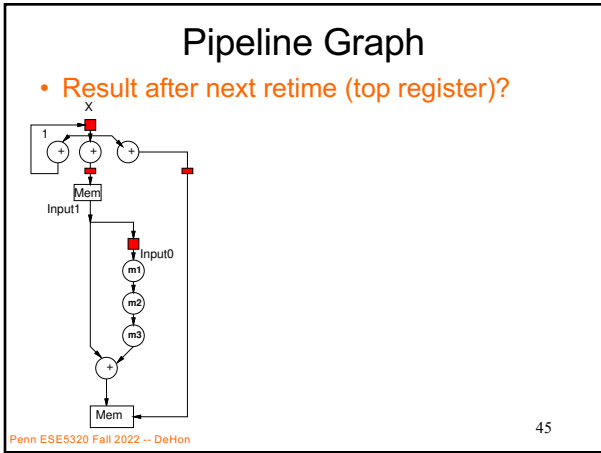 Pipeline Graph
• Result after next retime (top register)?
X
1
+ + +
Mem
Input1
Input0
m1
m2
m3
+
Mem
45
Penn ESE5320 Fall 2022 -- DeHon